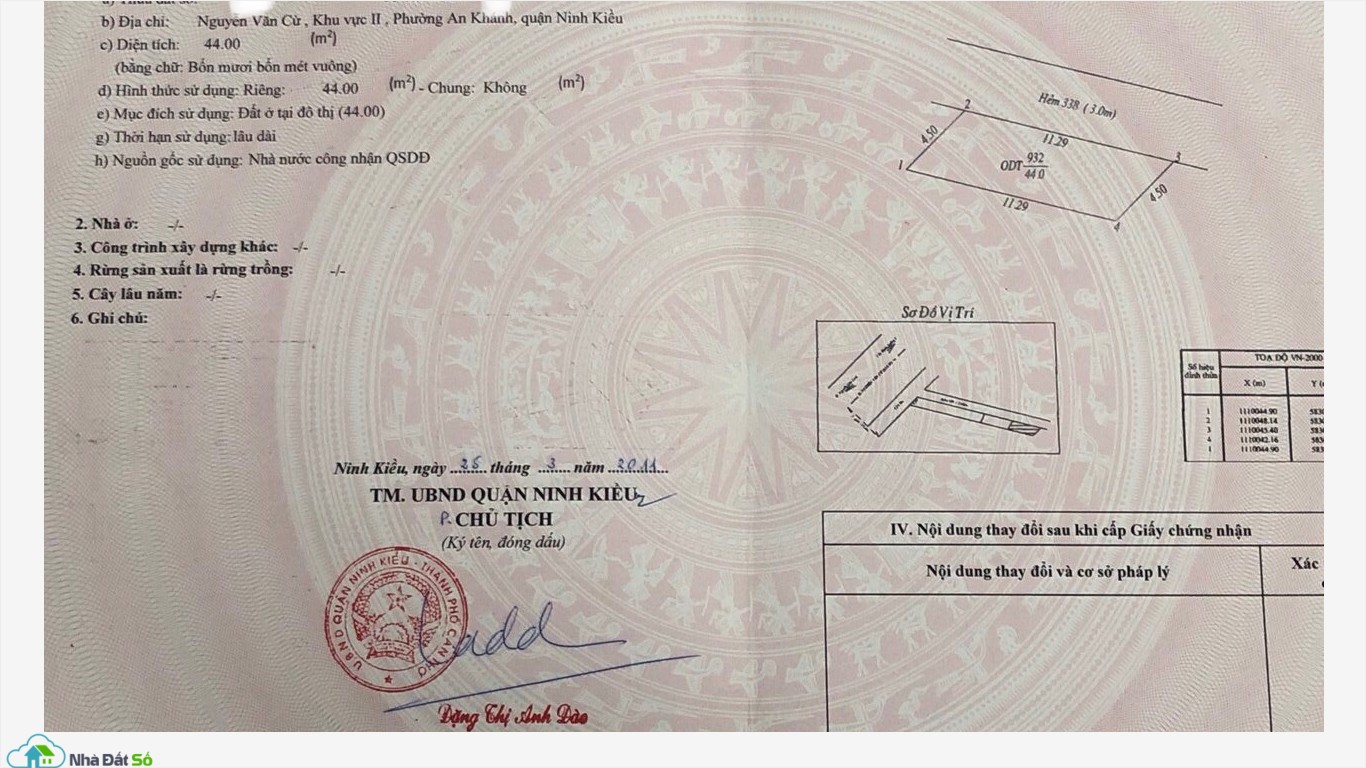 b) Địa chỉ: Nguyễn Văn Cừ , Khu vực II , Phường An Khánh, quận Ninh Kiều
c) Diện tích: 44.00 (m²)
(bằng chữ: Bốn mươi bốn mét vuông)
d) Hình thức sử dụng: Riêng: 44.00 (m²) - Chung: Không (m²)
e) Mục đích sử dụng: Đất ở tại đô thị (44.00)
g) Thời hạn sử dụng: lâu dài
h) Nguồn gốc sử dụng: Nhà nước công nhận QSDĐ
2. Nhà ở: -/-
3. Công trình xây dựng khác: -/-
4. Rừng sản xuất là rừng trồng: -/-
5. Cây lâu năm: -/-
6. Ghi chú:
Ninh Kiều, ngày 25 tháng 3 năm 2011
TM. UBND QUẬN NINH KIỀU
P. CHỦ TỊCH
(Ký tên, đóng dấu)
U.B.N.D QUẬN NINH KIỀU - THÀNH PHỐ CẦN THƠ
Đặng Thị Anh Đào
Hẻm 338 ( 3.0m)
2
4.50
11.29
3
1
ODT 932
44.0
4.50
11.29
4
Sơ Đồ Vị Trí
Số hiệu đỉnh thửa
TOẠ ĐỘ VN-2000
X (m) Y (
1 1110044.90
2 1110048.14
3 1110045.40
4 1110042.16
1 1110044.90
IV. Nội dung thay đổi sau khi cấp Giấy chứng nhận
Nội dung thay đổi và cơ sở pháp lý
Xác
Nhà Đất Số